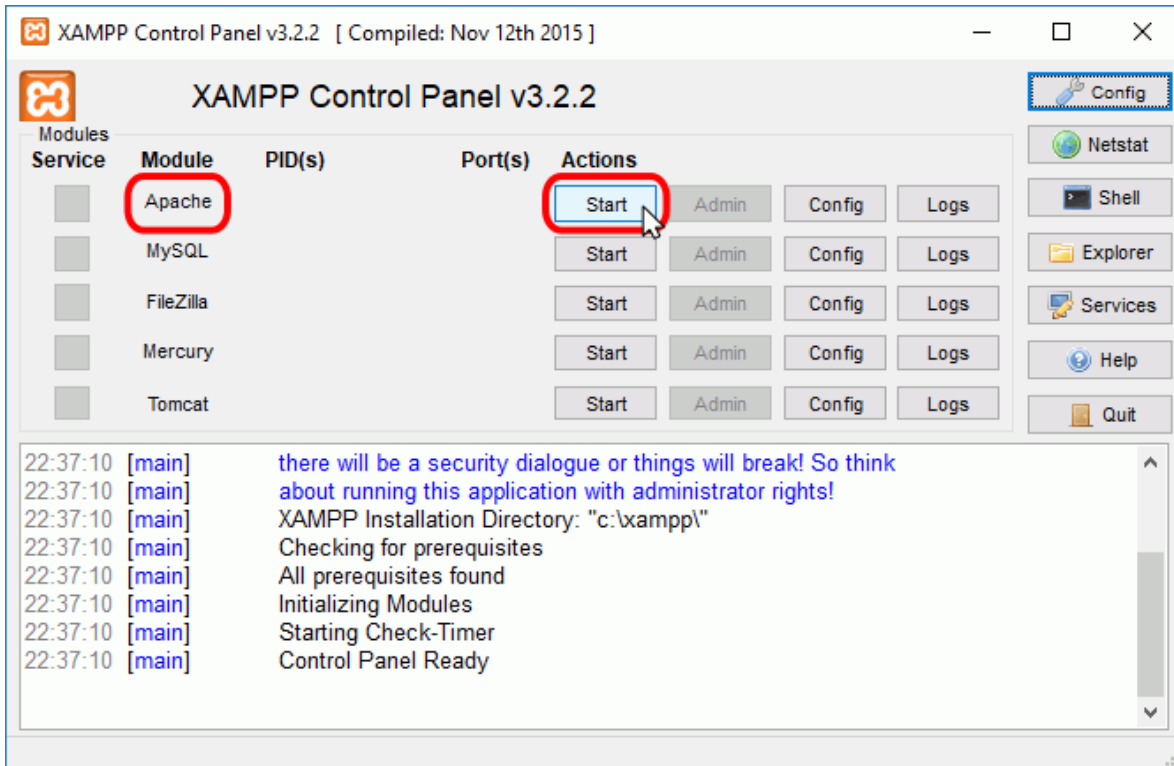 XAMPP Control Panel v3.2.2 [ Compiled: Nov 12th 2015 ]
XAMPP Control Panel v3.2.2
Config
Netstat
Shell
Explorer
Services
Help
Quit
Modules
Service Module PID(s) Port(s) Actions
Apache Start Admin Config Logs
MySQL Start Admin Config Logs
FileZilla Start Admin Config Logs
Mercury Start Admin Config Logs
Tomcat Start Admin Config Logs
22:37:10 [main] there will be a security dialogue or things will break! So think
22:37:10 [main] about running this application with administrator rights!
22:37:10 [main] XAMPP Installation Directory: "c:\xampp\"
22:37:10 [main] Checking for prerequisites
22:37:10 [main] All prerequisites found
22:37:10 [main] Initializing Modules
22:37:10 [main] Starting Check-Timer
22:37:10 [main] Control Panel Ready